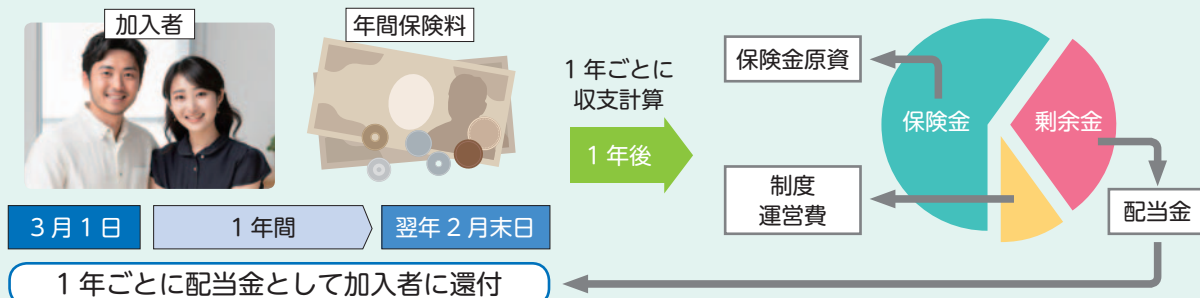 加入者
年間保険料
1年ごとに
収支計算
1年後
3月1日
1年間
翌年2月末日
1年ごとに配当金として加入者に還付
保険金原資
制度
運営費
保険金
剰余金
配当金